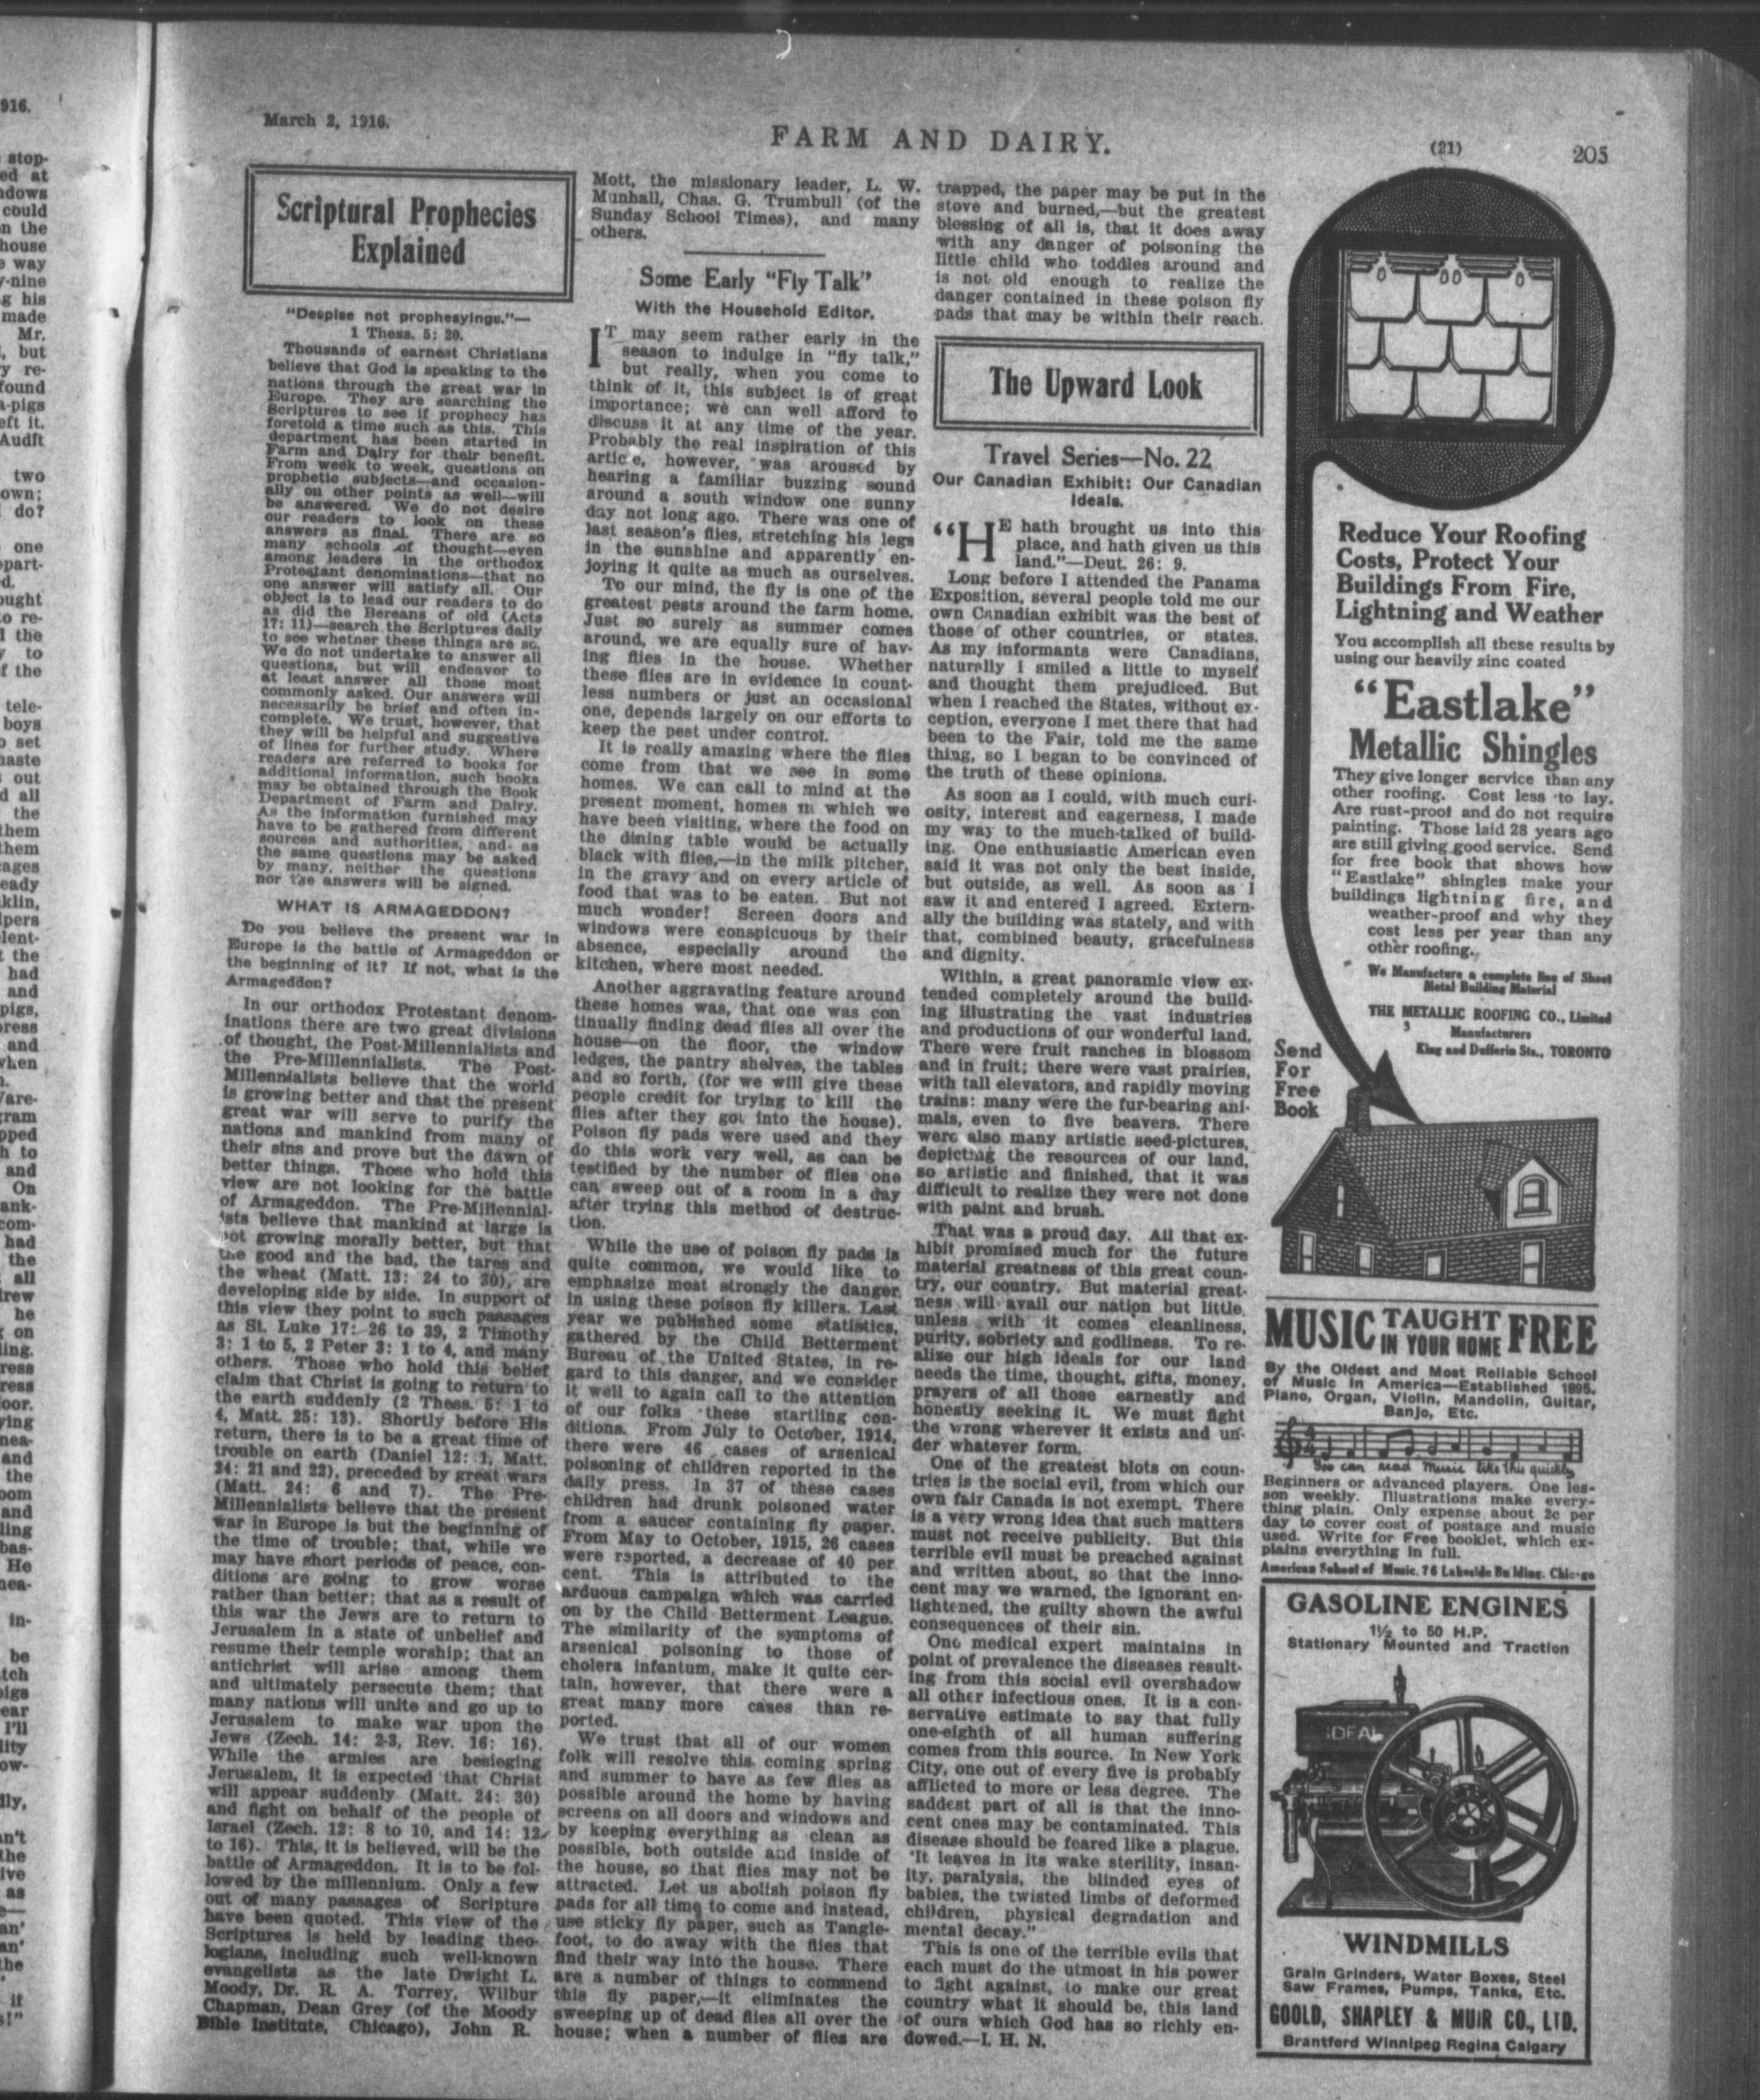 March 2, 1916.
FARM AND DAIRY.
(21)
205
Scriptural Prophecies
Explained
"Despise not prophesyings."—
1 Thess. 5: 20.
Thousands of earnest Christians
believe that God is speaking to the
nations through the great war in
Europe. They are searching the
Scriptures to see if prophecy has
foretold a time such as this. This
department has been started in
Farm and Dairy for their benefit.
From week to week, questions on
prophetic subjects—and occasion-
ally on other points as well—will
be answered. We do not desire
our readers to look on these
answers as final. There are so
many schools of thought—even
among leaders in the orthodox
Protestant denominations—that no
one answer will satisfy all. Our
object is to lead our readers to do
as did the Bereans of old (Acts
17: 11)—search the Scriptures daily
to see whether these things are so.
We do not undertake to answer all
questions, but will endeavor to
at least answer all those most
commonly asked. Our answers will
necessarily be brief and often in-
complete. We trust, however, that
they will be helpful and suggestive
of lines for further study. Where
readers are referred to books for
additional information, such books
may be obtained through the Book
Department of Farm and Dairy.
As the information furnished may
have to be gathered from different
sources and authorities, and as
the same questions may be asked
by many, neither the questions
nor the answers will be signed.
WHAT IS ARMAGEDDON?
Do you believe the present war in
Europe is the battle of Armageddon or
the beginning of it? If not, what is the
Armageddon?
In our orthodox Protestant denom-
inations there are two great divisions
of thought, the Post-Millennialists and
the Pre-Millennialists. The Post-
Millennialists believe that the world
is growing better and that the present
great war will serve to purify the
nations and mankind from many of
their sins and prove but the dawn of
better things. Those who hold this
view are not looking for the battle
of Armageddon. The Pre-Millennial-
ists believe that mankind at large is
not growing morally better, but that
the good and the bad, the tares and
the wheat (Matt. 13: 24 to 30), are
developing side by side. In support of
this view they point to such passages
as St. Luke 17: 26 to 39, 2 Timothy
3: 1 to 5, 2 Peter 3: 1 to 4, and many
others. Those who hold this belief
claim that Christ is going to return to
the earth suddenly (2 Thess. 5: 1 to
4, Matt. 25: 13). Shortly before His
return, there is to be a great time of
trouble on earth (Daniel 12: 1, Matt.
24: 21 and 22), preceded by great wars
(Matt. 24: 6 and 7). The Pre-
Millennialists believe that the present
war in Europe is but the beginning of
the time of trouble; that, while we
may have short periods of peace, con-
ditions are going to grow worse
rather than better; that as a result of
this war the Jews are to return to
Jerusalem in a state of unbelief and
resume their temple worship; that an
antichrist will arise among them
and ultimately persecute them; that
many nations will unite and go up to
Jerusalem to make war upon the
Jews (Zech. 14: 2-3, Rev. 16: 16).
While the armies are besieging
Jerusalem, it is expected that Christ
will appear suddenly (Matt. 24: 30)
and fight on behalf of the people of
Israel (Zech. 12: 8 to 10, and 14: 12
to 16). This, it is believed, will be the
battle of Armageddon. It is to be fol-
lowed by the millennium. Only a few
out of many passages of Scripture
have been quoted. This view of the
Scriptures is held by leading theo-
logians, including such well-known
evangelists as the late Dwight L.
Moody, Dr. R. A. Torrey, Wilbur
Chapman, Dean Grey (of the Moody
Bible Institute, Chicago), John R.
Mott, the missionary leader, L. W.
Munhall, Chas. G. Trumbull (of the
Sunday School Times), and many
others.
Some Early "Fly Talk"
With the Household Editor.
IT may seem rather early in the
season to indulge in "fly talk,"
but really, when you come to
think of it, this subject is of great
importance; we can well afford to
discuss it at any time of the year.
Probably the real inspiration of this
article, however, was aroused by
hearing a familiar buzzing sound
around a south window one sunny
day not long ago. There was one of
last season's flies, stretching his legs
in the sunshine and apparently en-
joying it quite as much as ourselves.
To our mind, the fly is one of the
greatest pests around the farm home.
Just so surely as summer comes
around, we are equally sure of hav-
ing flies in the house. Whether
these flies are in evidence in count-
less numbers or just an occasional
one, depends largely on our efforts to
keep the pest under control.
It is really amazing where the flies
come from that we see in some
homes. We can call to mind at the
present moment, homes in which we
have been visiting, where the food on
the dining table would be actually
black with flies,—in the milk pitcher,
in the gravy and on every article of
food that was to be eaten. But not
much wonder! Screen doors and
windows were conspicuous by their
absence, especially around the
kitchen, where most needed.
Another aggravating feature around
these homes was, that one was con
tinually finding dead flies all over the
house—on the floor, the window
ledges, the pantry shelves, the tables
and so forth, (for we will give these
people credit for trying to kill the
flies after they got into the house).
Poison fly pads were used and they
do this work very well, as can be
testified by the number of flies one
can sweep out of a room in a day
after trying this method of destruc-
tion.
While the use of poison fly pads is
quite common, we would like to
emphasize most strongly the danger
in using these poison fly killers. Last
year we published some statistics,
gathered by the Child Betterment
Bureau of the United States, in re-
gard to this danger, and we consider
it well to again call to the attention
of our folks these startling con-
ditions. From July to October, 1914,
there were 46 cases of arsenical
poisoning of children reported in the
daily press. In 37 of these cases
children had drunk poisoned water
from a saucer containing fly paper.
From May to October, 1915, 26 cases
were reported, a decrease of 40 per
cent. This is attributed to the
arduous campaign which was carried
on by the Child Betterment League.
The similarity of the symptoms of
arsenical poisoning to those of
cholera infantum, make it quite cer-
tain, however, that there were a
great many more cases than re-
ported.
We trust that all of our women
folk will resolve this coming spring
and summer to have as few flies as
possible around the home by having
screens on all doors and windows and
by keeping everything as clean as
possible, both outside and inside of
the house, so that flies may not be
attracted. Let us abolish poison fly
pads for all time to come and instead,
use sticky fly paper, such as Tangle-
foot, to do away with the flies that
find their way into the house. There
are a number of things to commend
this fly paper,—it eliminates the
sweeping up of dead flies all over the
house; when a number of flies are
trapped, the paper may be put in the
stove and burned,—but the greatest
blessing of all is, that it does away
with any danger of poisoning the
little child who toddles around and
is not old enough to realize the
danger contained in these poison fly
pads that may be within their reach.
The Upward Look
Travel Series—No. 22
Our Canadian Exhibit: Our Canadian
Ideals.
"HE hath brought us into this
place, and hath given us this
land."—Deut. 26: 9.
Long before I attended the Panama
Exposition, several people told me our
own Canadian exhibit was the best of
those of other countries, or states.
As my informants were Canadians,
naturally I smiled a little to myself
and thought them prejudiced. But
when I reached the States, without ex-
ception, everyone I met there that had
been to the Fair, told me the same
thing, so I began to be convinced of
the truth of these opinions.
As soon as I could, with much curi-
osity, interest and eagerness, I made
my way to the much-talked of build-
ing. One enthusiastic American even
said it was not only the best inside,
but outside, as well. As soon as I
saw it and entered I agreed. Extern-
ally the building was stately, and with
that, combined beauty, gracefulness
and dignity.
Within, a great panoramic view ex-
tended completely around the build-
ing illustrating the vast industries
and productions of our wonderful land.
There were fruit ranches in blossom
and in fruit; there were vast prairies,
with tall elevators, and rapidly moving
trains: many were the fur-bearing ani-
mals, even to five beavers. There
were also many artistic seed-pictures,
depicting the resources of our land,
so artistic and finished, that it was
difficult to realize they were not done
with paint and brush.
That was a proud day. All that ex-
hibit promised much for the future
material greatness of this great coun-
try, our country. But material great-
ness will avail our nation but little
unless with it comes cleanliness,
purity, sobriety and godliness. To re-
alize our high ideals for our land
needs the time, thought, gifts, money,
prayers of all those earnestly and
honestly seeking it. We must fight
the wrong wherever it exists and un-
der whatever form.
One of the greatest blots on coun-
tries is the social evil, from which our
own fair Canada is not exempt. There
is a very wrong idea that such matters
must not receive publicity. But this
terrible evil must be preached against
and written about, so that the inno-
cent may we warned, the ignorant en-
lightened, the guilty shown the awful
consequences of their sin.
One medical expert maintains in
point of prevalence the diseases result-
ing from this social evil overshadow
all other infectious ones. It is a con-
servative estimate to say that fully
one-eighth of all human suffering
comes from this source. In New York
City, one out of every five is probably
afflicted to more or less degree. The
saddest part of all is that the inno-
cent ones may be contaminated. This
disease should be feared like a plague.
"It leaves in its wake sterility, insan-
ity, paralysis, the blinded eyes of
babies, the twisted limbs of deformed
children, physical degradation and
mental decay."
This is one of the terrible evils that
each must do the utmost in his power
to fight against, to make our great
country what it should be, this land
of ours which God has so richly en-
dowed.—I. H. N.
Reduce Your Roofing
Costs, Protect Your
Buildings From Fire,
Lightning and Weather
You accomplish all these results by
using our heavily zinc coated
"Eastlake"
Metallic Shingles
They give longer service than any
other roofing. Cost less to lay.
Are rust-proof and do not require
painting. Those laid 28 years ago
are still giving good service. Send
for free book that shows how
"Eastlake" shingles make your
buildings lightning fire, and
weather-proof and why they
cost less per year than any
other roofing.
We Manufacture a complete line of Sheet
Metal Building Material
THE METALLIC ROOFING CO., Limited
3
Manufacturers
King and Dufferin Sts., TORONTO
Send
For
Free
Book
MUSIC TAUGHT IN YOUR HOME FREE
By the Oldest and Most Reliable School
of Music in America—Established 1895.
Piano, Organ, Violin, Mandolin, Guitar,
Banjo, Etc.
You can read Music like this quickly
Beginners or advanced players. One les-
son weekly. Illustrations make every-
thing plain. Only expense about 2c per
day to cover cost of postage and music
used. Write for Free booklet, which ex-
plains everything in full.
American School of Music, 76 Lakeside Building, Chicago
GASOLINE ENGINES
1½ to 50 H.P.
Stationary Mounted and Traction
IDEAL
WINDMILLS
Grain Grinders, Water Boxes, Steel
Saw Frames, Pumps, Tanks, Etc.
GOOLD, SHAPLEY & MUIR CO., LTD.
Brantford Winnipeg Regina Calgary